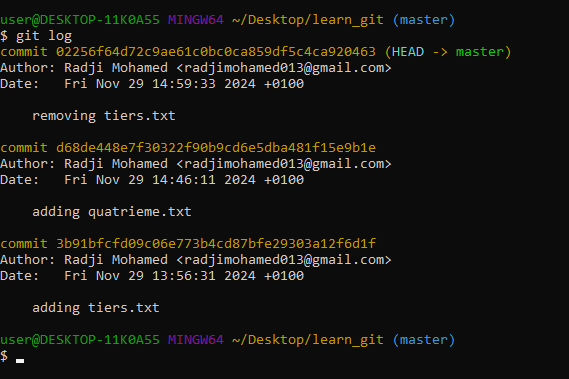 user@DESKTOP-11K0A55 MINGW64 ~/Desktop/learn_git (master)
$ git log
commit 02256f64d72c9ae61c0bc0ca859df5c4ca920463 (HEAD -> master)
Author: Radji Mohamed <radjimohamed013@gmail.com>
Date:   Fri Nov 29 14:59:33 2024 +0100

    removing tiers.txt

commit d68de448e7f30322f90b9cd6e5dba481f15e9b1e
Author: Radji Mohamed <radjimohamed013@gmail.com>
Date:   Fri Nov 29 14:46:11 2024 +0100

    adding quatrieme.txt

commit 3b91bfcfd09c06e773b4cd87bfe29303a12f6d1f
Author: Radji Mohamed <radjimohamed013@gmail.com>
Date:   Fri Nov 29 13:56:31 2024 +0100

    adding tiers.txt

user@DESKTOP-11K0A55 MINGW64 ~/Desktop/learn_git (master)
$